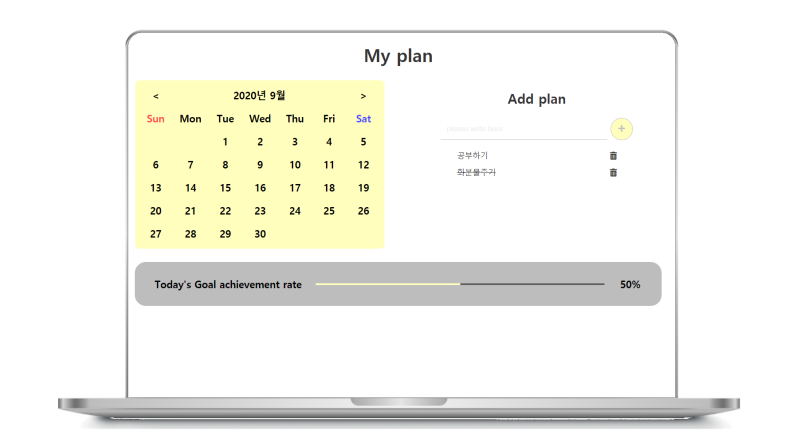 My plan
< 2020년 9월 >
Sun Mon Tue Wed Thu Fri Sat
1 2 3 4 5
6 7 8 9 10 11 12
13 14 15 16 17 18 19
20 21 22 23 24 25 26
27 28 29 30
Add plan
please write here
+
공부하기
화분물주기
Today's Goal achievement rate 50%